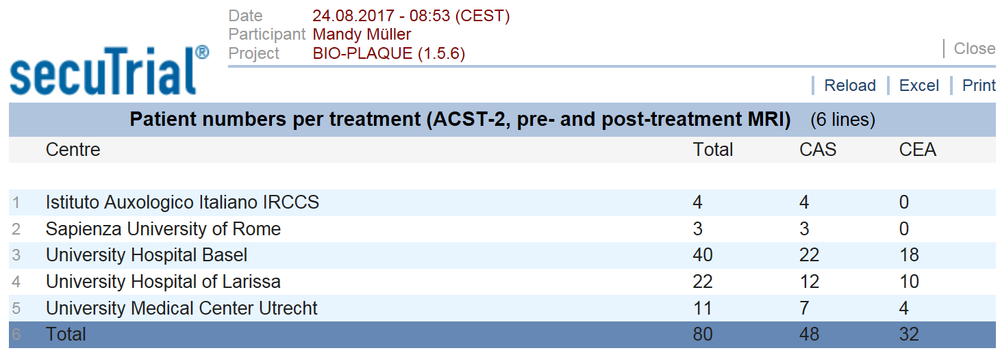 secuTrial®
Date 24.08.2017 - 08:53 (CEST)
Participant Mandy Müller
Project BIO-PLAQUE (1.5.6)
Close
Reload Excel Print
Patient numbers per treatment (ACST-2, pre- and post-treatment MRI) (6 lines)
Centre Total CAS CEA
1 Istituto Auxologico Italiano IRCCS 4 4 0
2 Sapienza University of Rome 3 3 0
3 University Hospital Basel 40 22 18
4 University Hospital of Larissa 22 12 10
5 University Medical Center Utrecht 11 7 4
6 Total 80 48 32